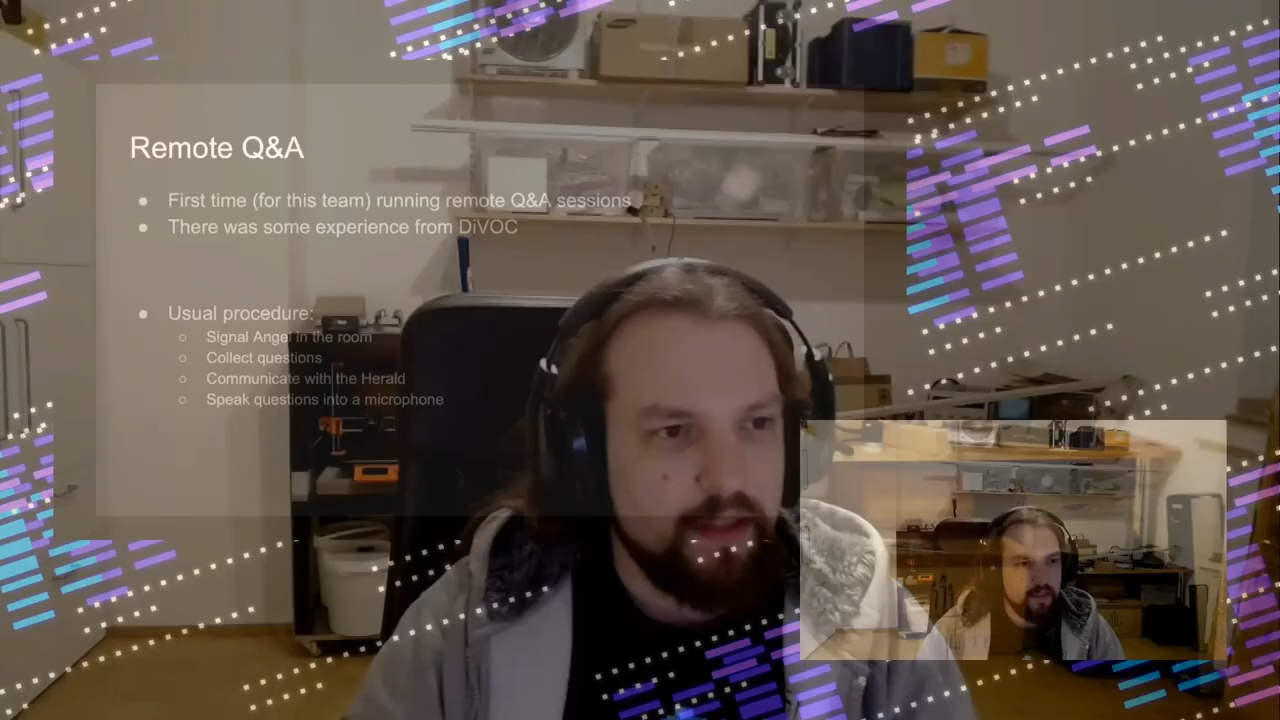 Remote Q&A
● First time (for this team) running remote Q&A sessions
● There was some experience from DiVOC
● Usual procedure:
○ Signal Angel in the room
○ Collect questions
○ Communicate with the Herald
○ Speak questions into a microphone